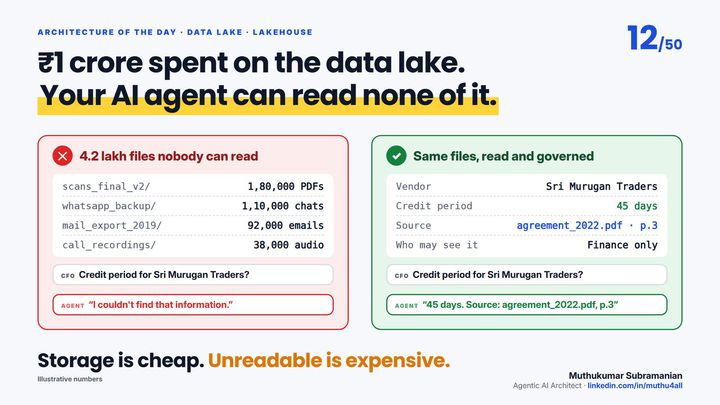 ARCHITECTURE OF THE DAY · DATA LAKE · LAKEHOUSE
12/50
₹1 crore spent on the data lake.
Your AI agent can read none of it.
4.2 lakh files nobody can read
scans_final_v2/ 1,80,000 PDFs
whatsapp_backup/ 1,10,000 chats
mail_export_2019/ 92,000 emails
call_recordings/ 38,000 audio
CFO Credit period for Sri Murugan Traders?
AGENT "I couldn't find that information."
Same files, read and governed
Vendor Sri Murugan Traders
Credit period 45 days
Source agreement_2022.pdf · p.3
Who may see it Finance only
CFO Credit period for Sri Murugan Traders?
AGENT "45 days. Source: agreement_2022.pdf, p.3"
Storage is cheap. Unreadable is expensive.
Illustrative numbers
Muthukumar Subramanian
Agentic AI Architect · linkedin.com/in/muthu4all